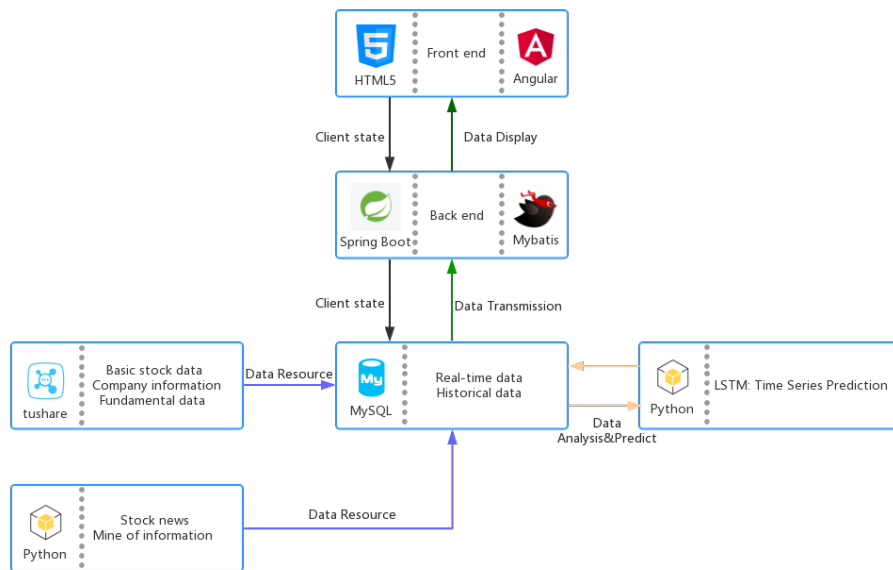 Front end
HTML5
Angular
Client state
Data Display
Back end
Spring Boot
Mybatis
Client state
Data Transmission
Basic stock data
Company information
Fundamental data
tushare
Data Resource
My
MySQL
Real-time data
Historical data
Data
Analysis&Predict
Python
LSTM: Time Series Prediction
Stock news
Mine of information
Python
Data Resource